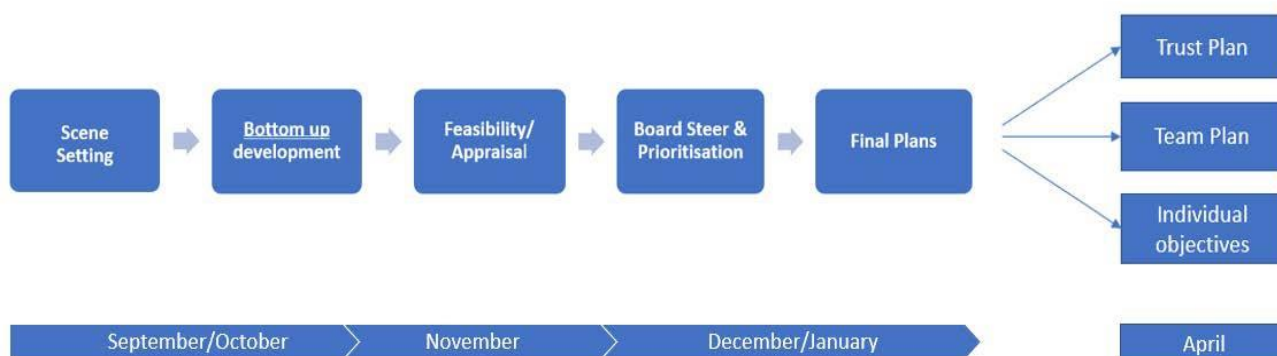 Scene
Setting
Bottom up
development
Feasibility/
Appraisal
Board Steer &
Prioritisation
Final Plans
Trust Plan
Team Plan
Individual
objectives
September/October
November
December/January
April